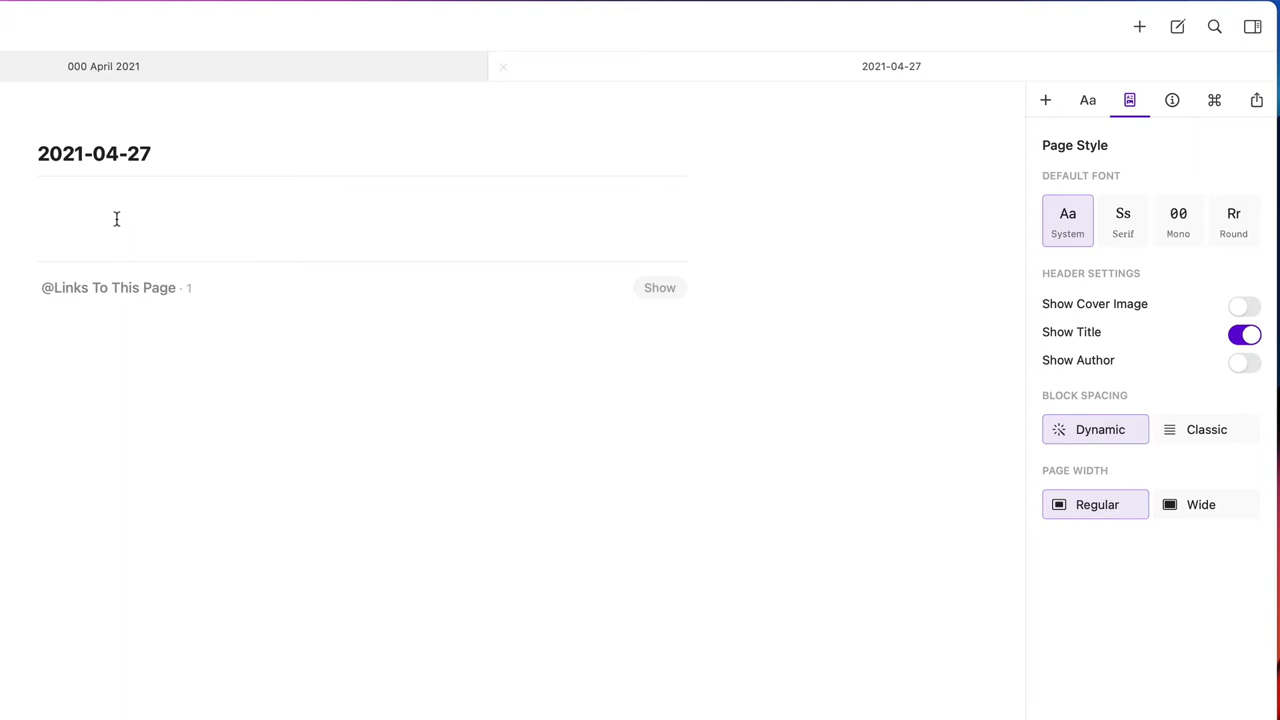 000 April 2021
2021-04-27
Aa
2021-04-27
Page Style
DEFAULT FONT
Aa
Ss
00
Rr
System
Serif
Mono
Round
HEADER SETTINGS
Show Cover Image
Show Title
Show Author
BLOCK SPACING
Dynamic
Classic
PAGE WIDTH
Regular
Wide
@Links To This Page · 1
Show